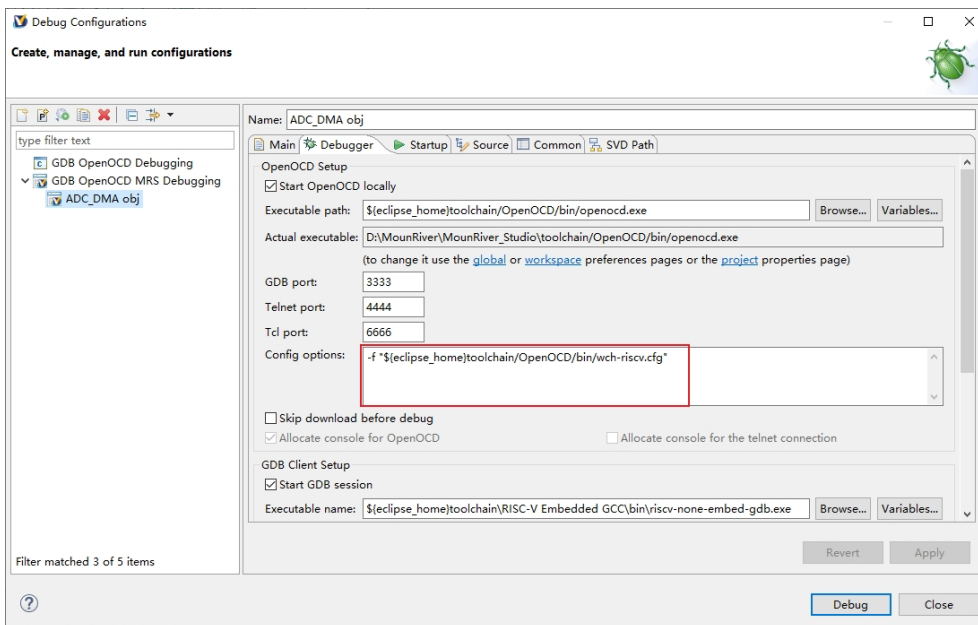 Debug Configurations
Create, manage, and run configurations
type filter text
GDB OpenOCD Debugging
GDB OpenOCD MRS Debugging
ADC_DMA obj
Filter matched 3 of 5 items
Name: ADC_DMA obj
Main Debugger Startup Source Common SVD Path
OpenOCD Setup
Start OpenOCD locally
Executable path: ${eclipse_home}toolchain/OpenOCD/bin/openocd.exe Browse... Variables...
Actual executable: D:\MounRiver\MounRiver_Studio\toolchain/OpenOCD/bin/openocd.exe
(to change it use the global or workspace preferences pages or the project properties page)
GDB port: 3333
Telnet port: 4444
Tcl port: 6666
Config options: -f "${eclipse_home}toolchain/OpenOCD/bin/wch-riscv.cfg"
Skip download before debug
Allocate console for OpenOCD Allocate console for the telnet connection
GDB Client Setup
Start GDB session
Executable name: ${eclipse_home}toolchain\RISC-V Embedded GCC\bin\riscv-none-embed-gdb.exe Browse... Variables...
Revert Apply
Debug Close